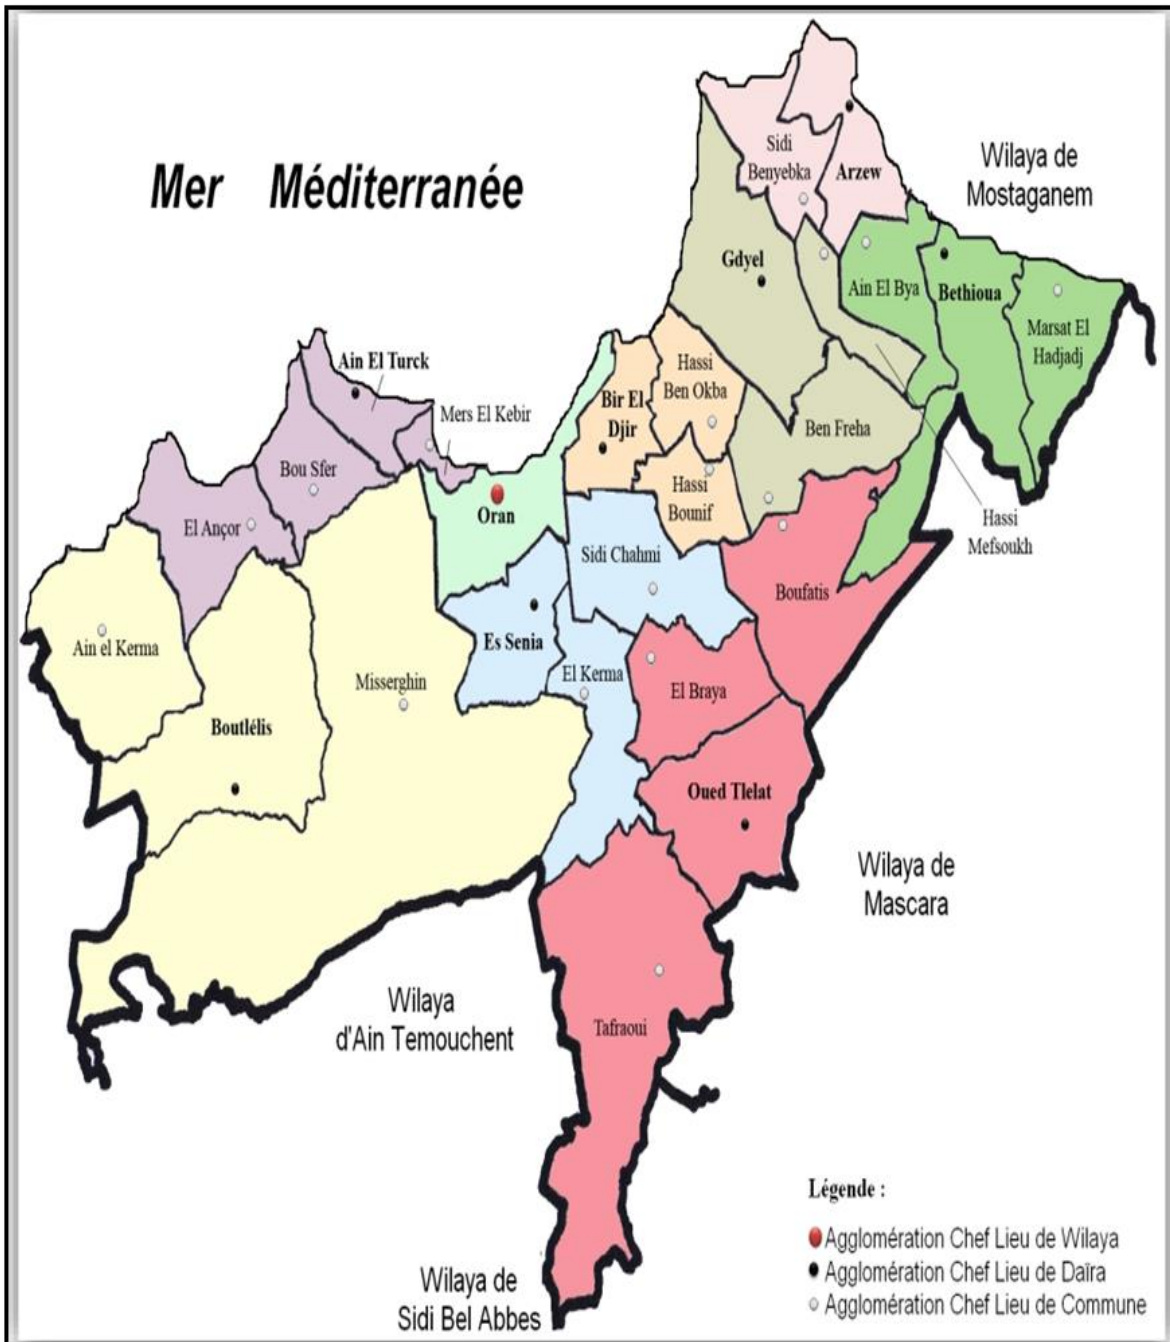 Mer Méditerranée
Wilaya de
Mostaganem
Sidi
Benyebka
Arzew
Gdyel
Ain El Bya
Bethioua
Marsat El
Hadjadj
Ain El Turck
Mers El Kebir
Hassi
Ben Okba
Bir El
Djir
Ben Freha
Bou Sfer
El Ançor
Oran
Hassi
Bounif
Hassi
Mefsoukh
Sidi Chahmi
Boufatis
Ain el Kerma
Es Senia
El Kerma
Misserghin
El Braya
Boutlélis
Oued Tlelat
Wilaya de
Mascara
Wilaya
d'Ain Temouchent
Tafraoui
Wilaya de
Sidi Bel Abbes
Légende :
Agglomération Chef Lieu de Wilaya
Agglomération Chef Lieu de Daïra
Agglomération Chef Lieu de Commune